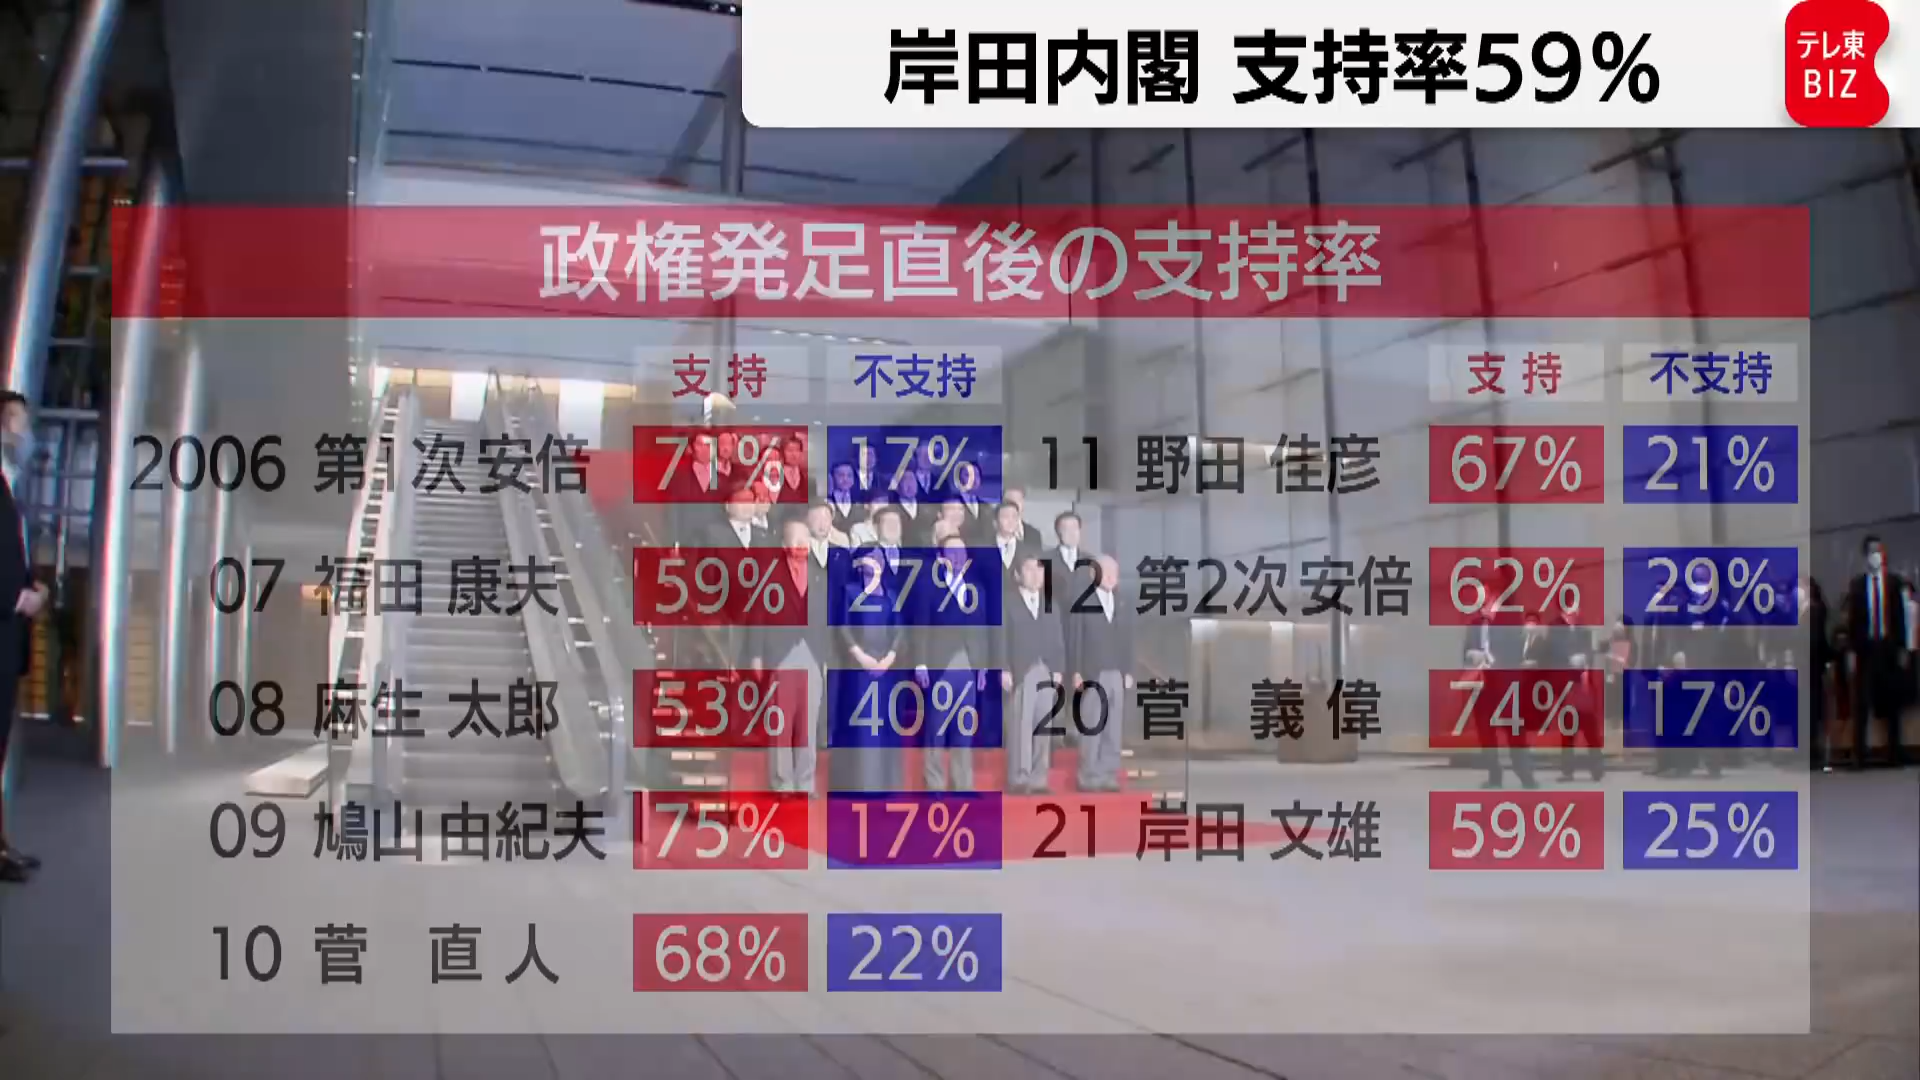 岸田内閣 支持率59%
テレ東
BIZ
政権発足直後の支持率
支持 不支持
2006 第1次安倍 71% 17%
07 福田 康夫 59% 27%
08 麻生 太郎 53% 40%
09 鳩山由紀夫 75% 17%
10 菅 直人 68% 22%
支持 不支持
11 野田 佳彦 67% 21%
12 第2次安倍 62% 29%
20 菅 義偉 74% 17%
21 岸田 文雄 59% 25%